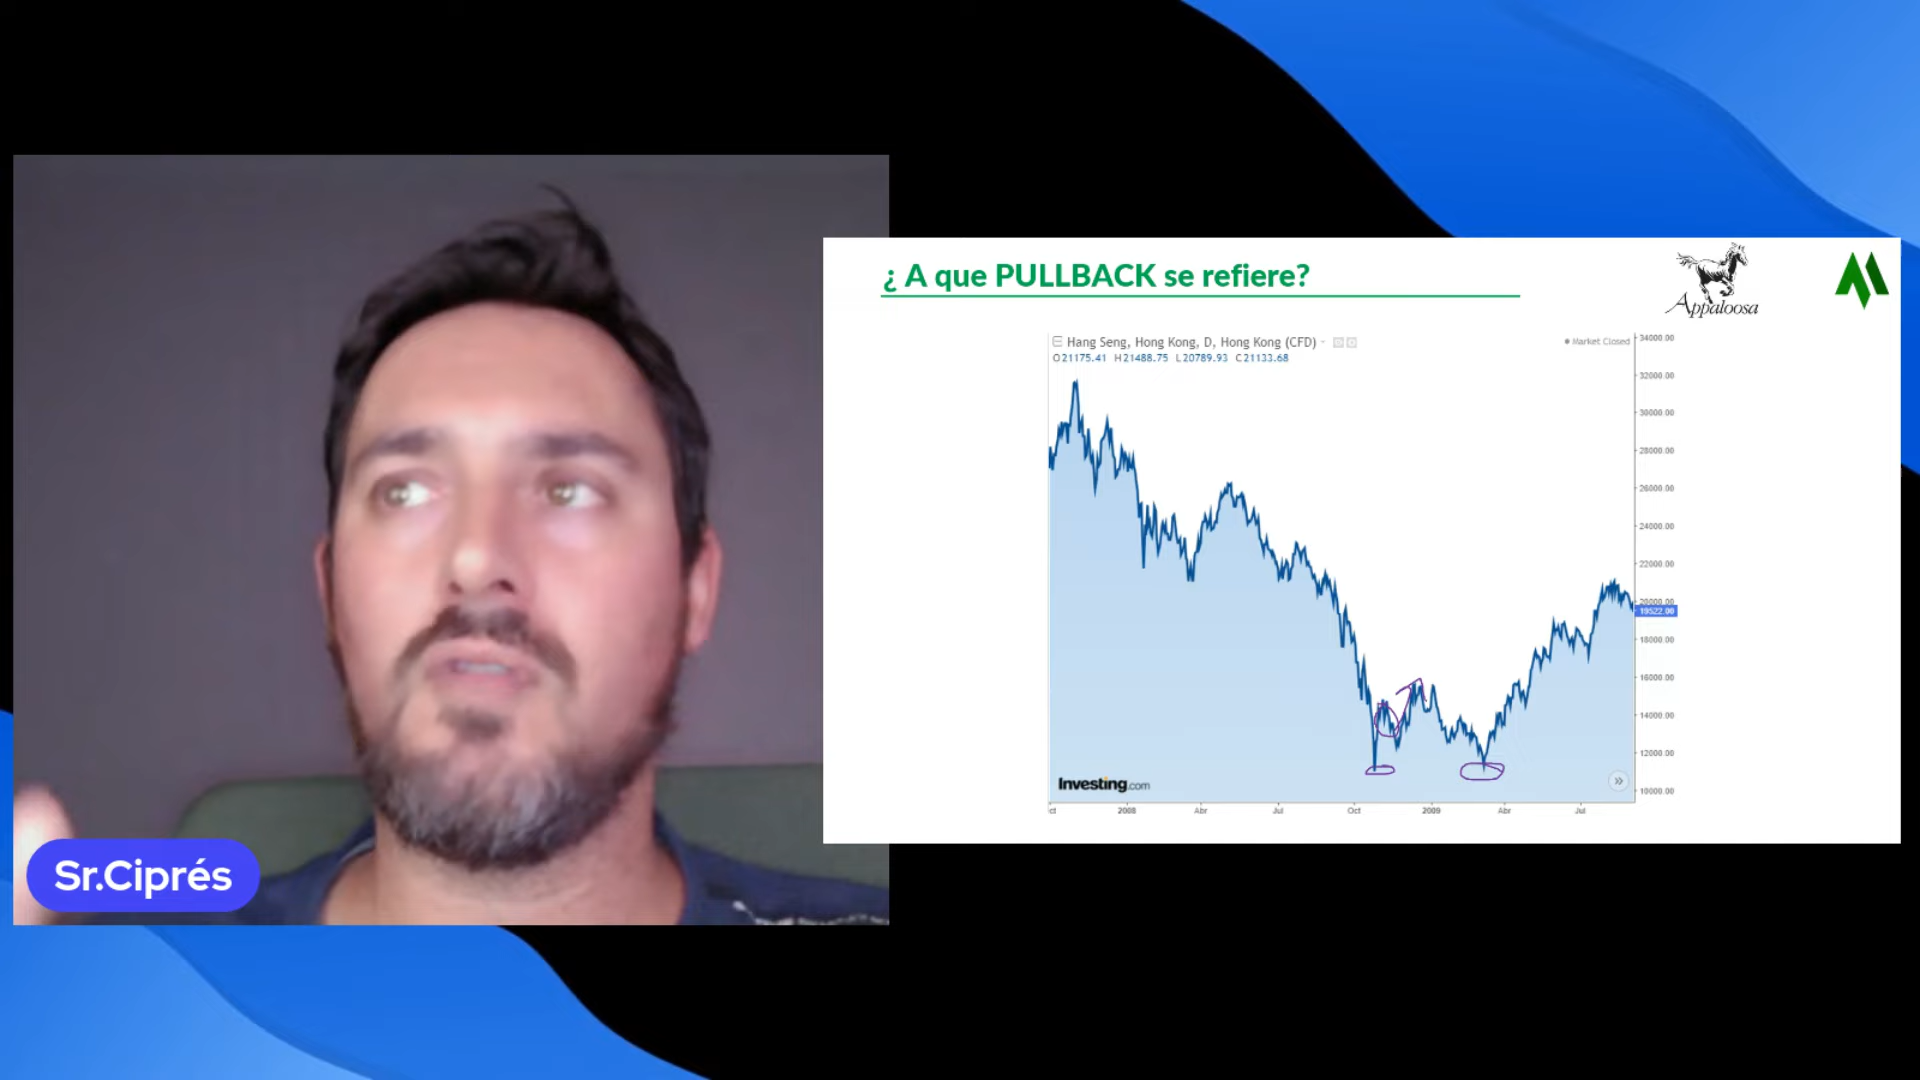 ¿ A que PULLBACK se refiere?
Appaloosa
Hang Seng, Hong Kong, D, Hong Kong (CFD)
Market Closed
O21175.41 H21488.75 L20789.93 C21133.68
34000.00
32000.00
30000.00
28000.00
26000.00
24000.00
22000.00
20000.00
19522.00
18000.00
16000.00
14000.00
12000.00
10000.00
Investing.com
2008 Abr Jul Oct 2009 Abr Jul
Sr.Ciprés